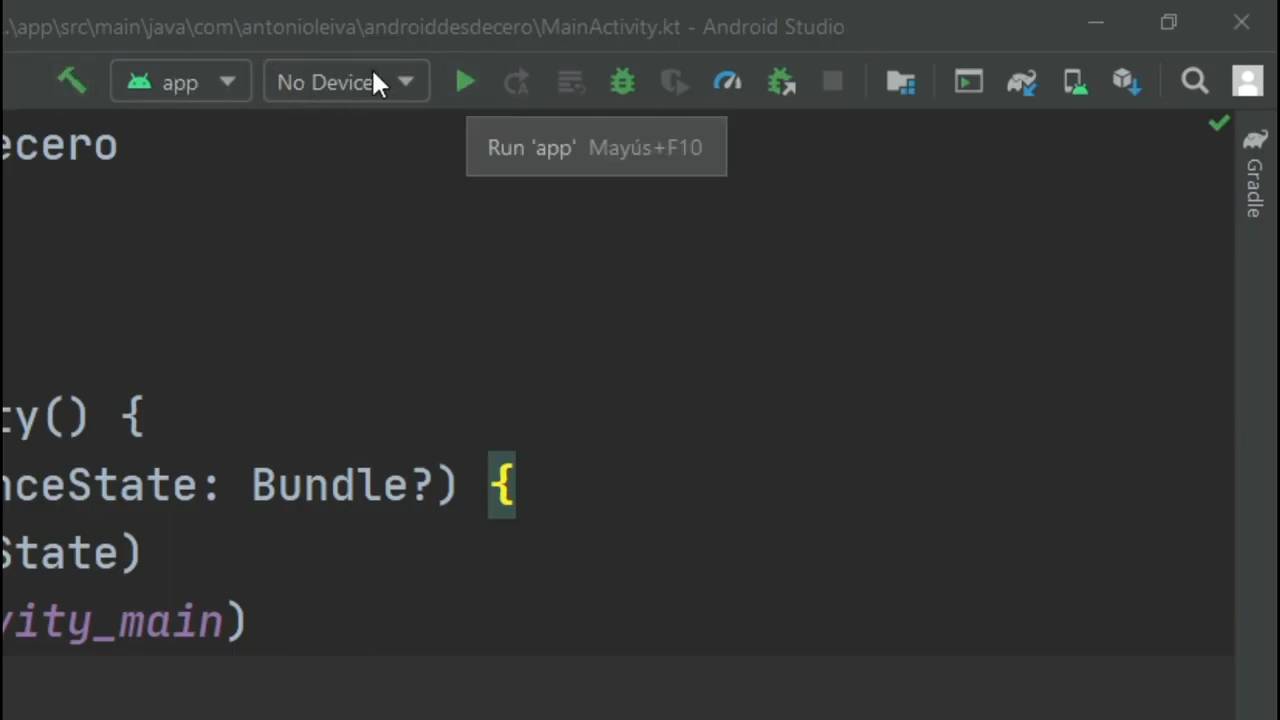 .\app\src\main\java\com\antonioleiva\androiddesdecero\MainActivity.kt - Android Studio
app
No Device
Run 'app' Mayús+F10
ecero
Gradle
ty() {
nceState: Bundle?) {
State)
vity_main)